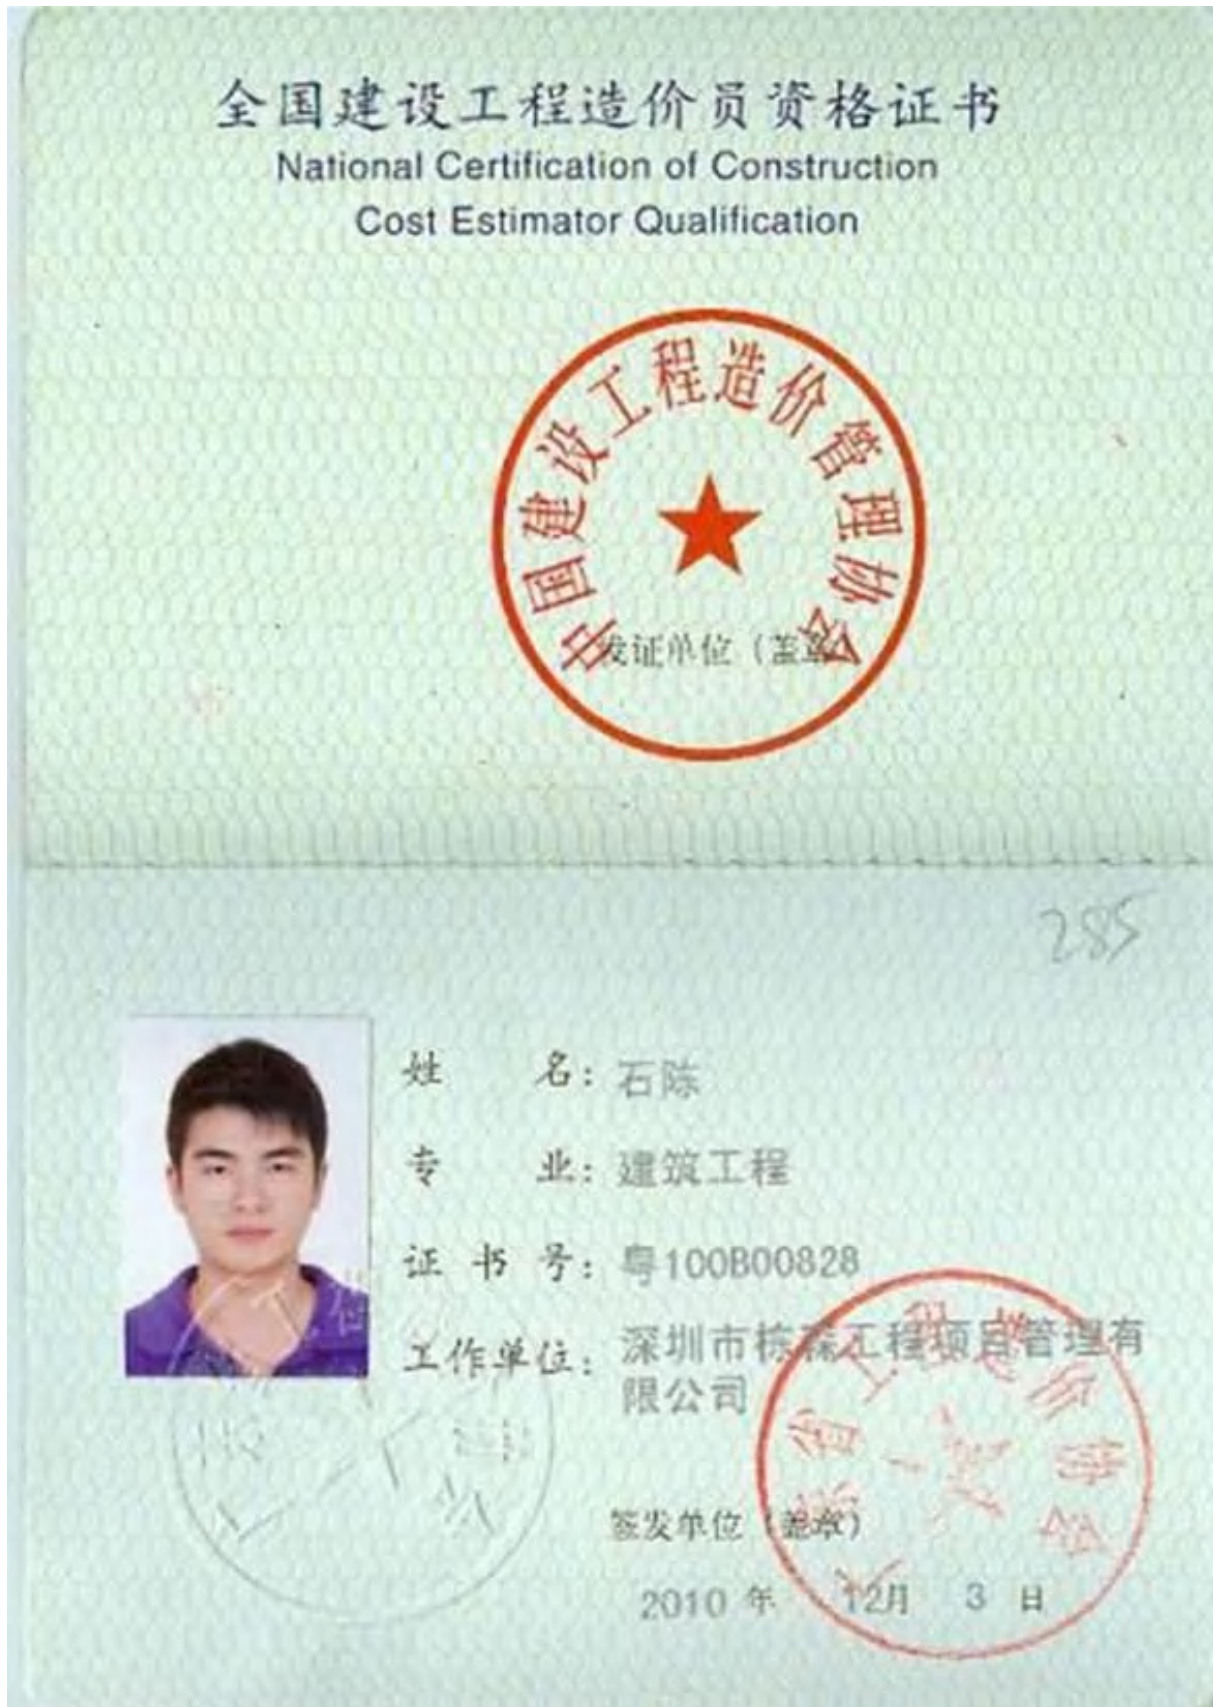 全国建设工程造价员资格证书
National Certification of Construction
Cost Estimator Qualification
中国建设工程造价管理协会
发证单位（盖章）
285
姓 名：石陈
专 业：建筑工程
证 书 号：粤100B00828
工作单位：深圳市栋森工程项目管理有
限公司
签发单位（盖章）
2010 年 12月 3 日